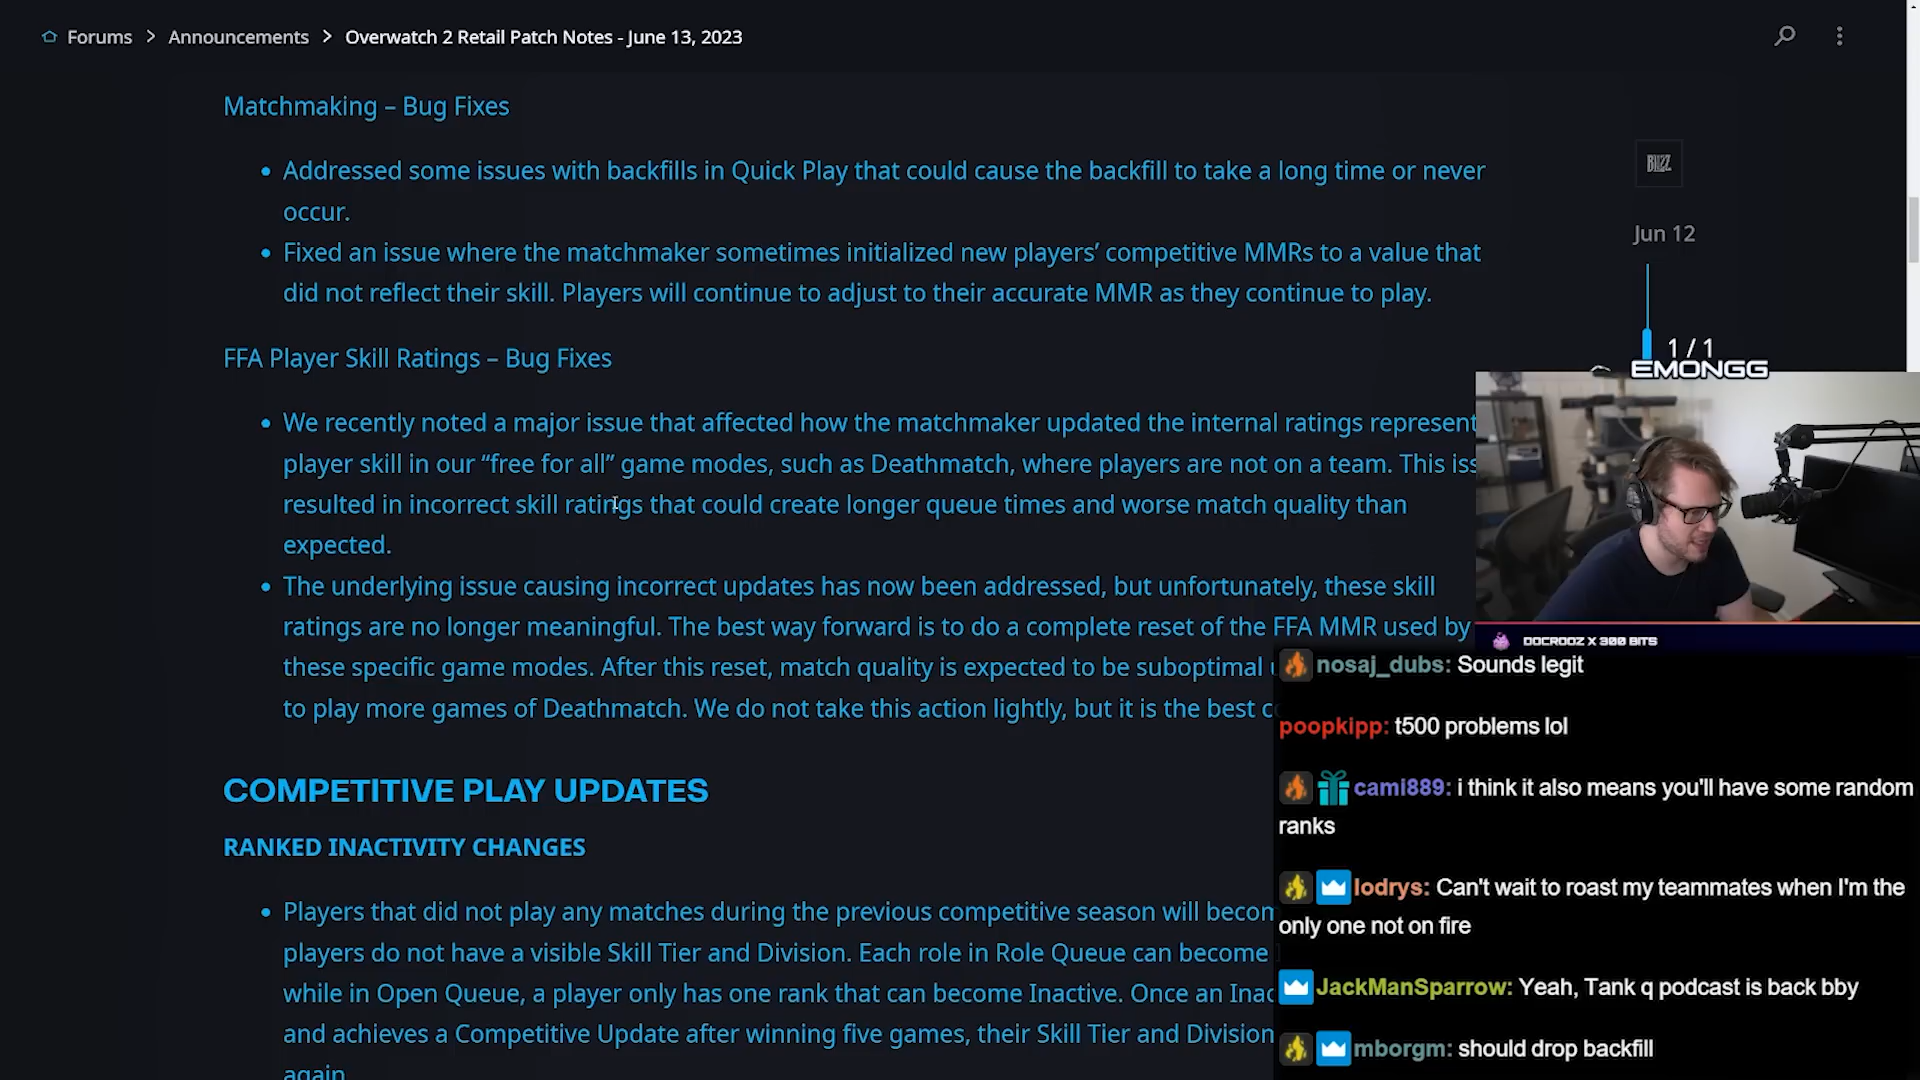 Forums > Announcements > Overwatch 2 Retail Patch Notes - June 13, 2023
Matchmaking – Bug Fixes
Addressed some issues with backfills in Quick Play that could cause the backfill to take a long time or never
occur.
Fixed an issue where the matchmaker sometimes initialized new players’ competitive MMRs to a value that
did not reflect their skill. Players will continue to adjust to their accurate MMR as they continue to play.
FFA Player Skill Ratings – Bug Fixes
We recently noted a major issue that affected how the matchmaker updated the internal ratings represent
player skill in our “free for all” game modes, such as Deathmatch, where players are not on a team. This iss
resulted in incorrect skill ratings that could create longer queue times and worse match quality than
expected.
The underlying issue causing incorrect updates has now been addressed, but unfortunately, these skill
ratings are no longer meaningful. The best way forward is to do a complete reset of the FFA MMR used by
these specific game modes. After this reset, match quality is expected to be suboptimal
to play more games of Deathmatch. We do not take this action lightly, but it is the best
COMPETITIVE PLAY UPDATES
RANKED INACTIVITY CHANGES
Players that did not play any matches during the previous competitive season will becom
players do not have a visible Skill Tier and Division. Each role in Role Queue can become
while in Open Queue, a player only has one rank that can become Inactive. Once an Inac
and achieves a Competitive Update after winning five games, their Skill Tier and Division
again
BLIZZ
Jun 12
1 / 1
EMONGG
DOCROOZ X 300 BITS
nosaj_dubs: Sounds legit
poopkipp: t500 problems lol
cami889: i think it also means you'll have some random
ranks
lodrys: Can't wait to roast my teammates when I'm the
only one not on fire
JackManSparrow: Yeah, Tank q podcast is back bby
mborgm: should drop backfill